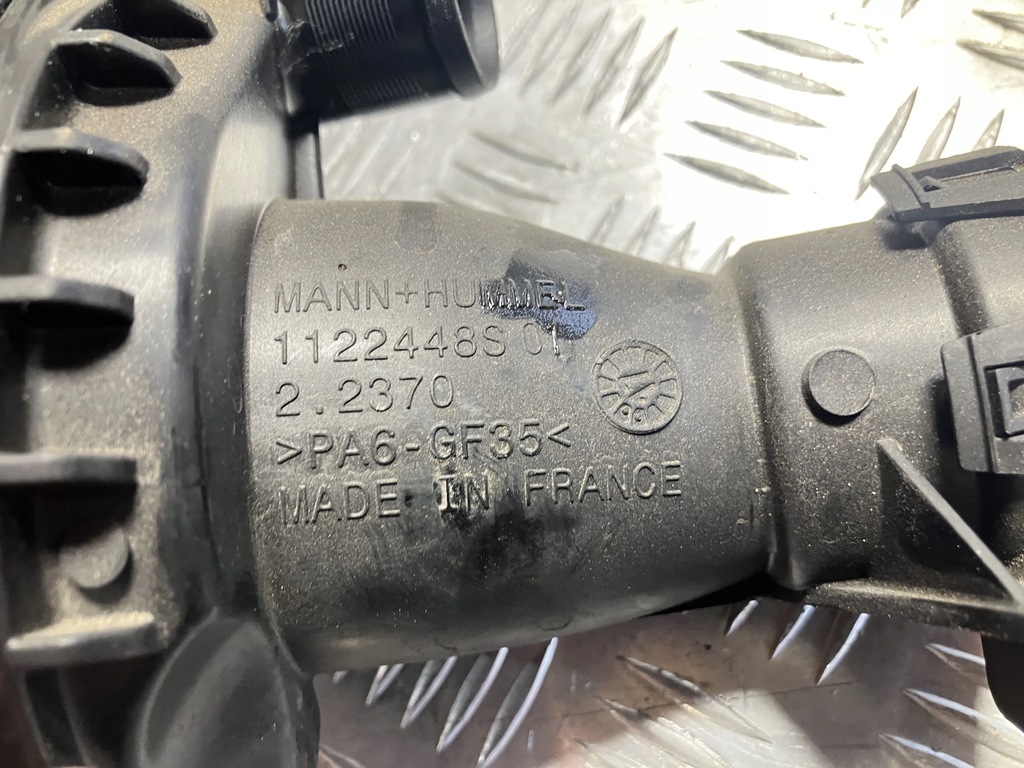 MANN+HUMMEL
1122448S 01
2.2370
>PA6-GF35<
MADE IN FRANCE